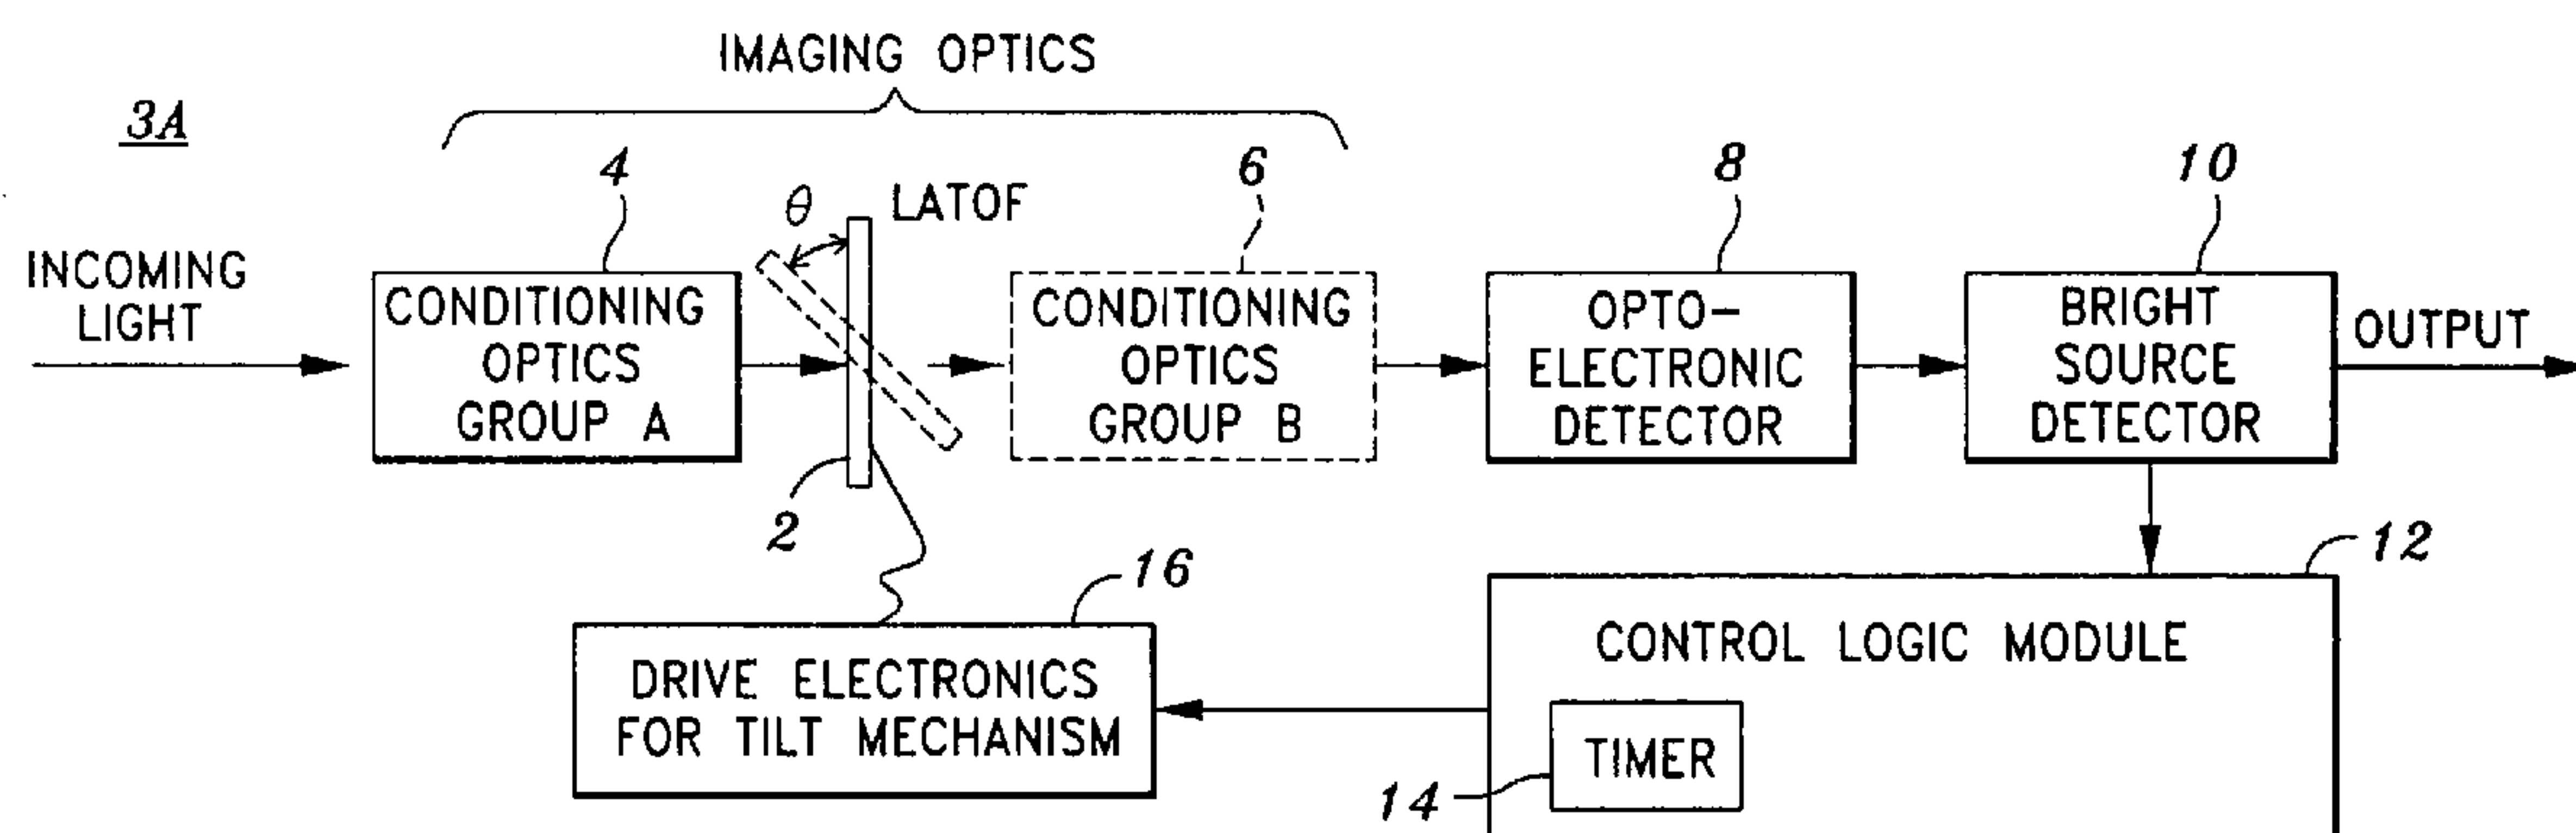 IMAGING OPTICS
3A
4
θ
LATOF
6
8
10
INCOMING
LIGHT
CONDITIONING
OPTICS
GROUP A
CONDITIONING
OPTICS
GROUP B
OPTO-
ELECTRONIC
DETECTOR
BRIGHT
SOURCE
DETECTOR
OUTPUT
2
16
12
DRIVE ELECTRONICS
FOR TILT MECHANISM
CONTROL LOGIC MODULE
TIMER
14